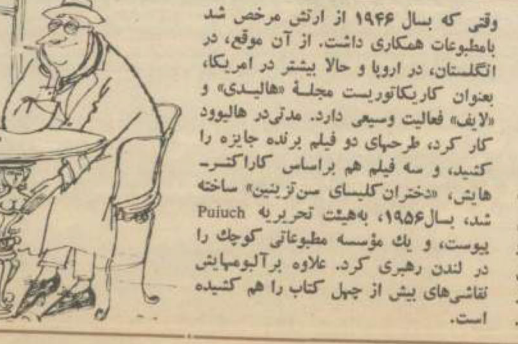 وقتی که بسال ۱۹۴۶ از ارتش مرخص شد
بامطبوعات همکاری داشت. از آن موقع، در
انگلستان، در اروپا و حالا بیشتر در امریکا،
بعنوان کاریکاتوریست مجلهٔ «هالیدی» و
«لایف» فعالیت وسیعی دارد. مدتی‌در هالیوود
کار کرد، طرحهای دو فیلم برنده جایزه را
کشید، و سه فیلم هم براساس کاراکتر-
هایش، «دختران کلیسای سن‌ترینین» ساخته
شد، بسال ۱۹۵۶، به‌هیئت تحریریه Puiuch
پیوست، و یك مؤسسه مطبوعاتی کوچك را
در لندن رهبری کرد. علاوه برآلبومهایش
نقاشی‌های بیش از چهل کتاب را هم کشیده
است.